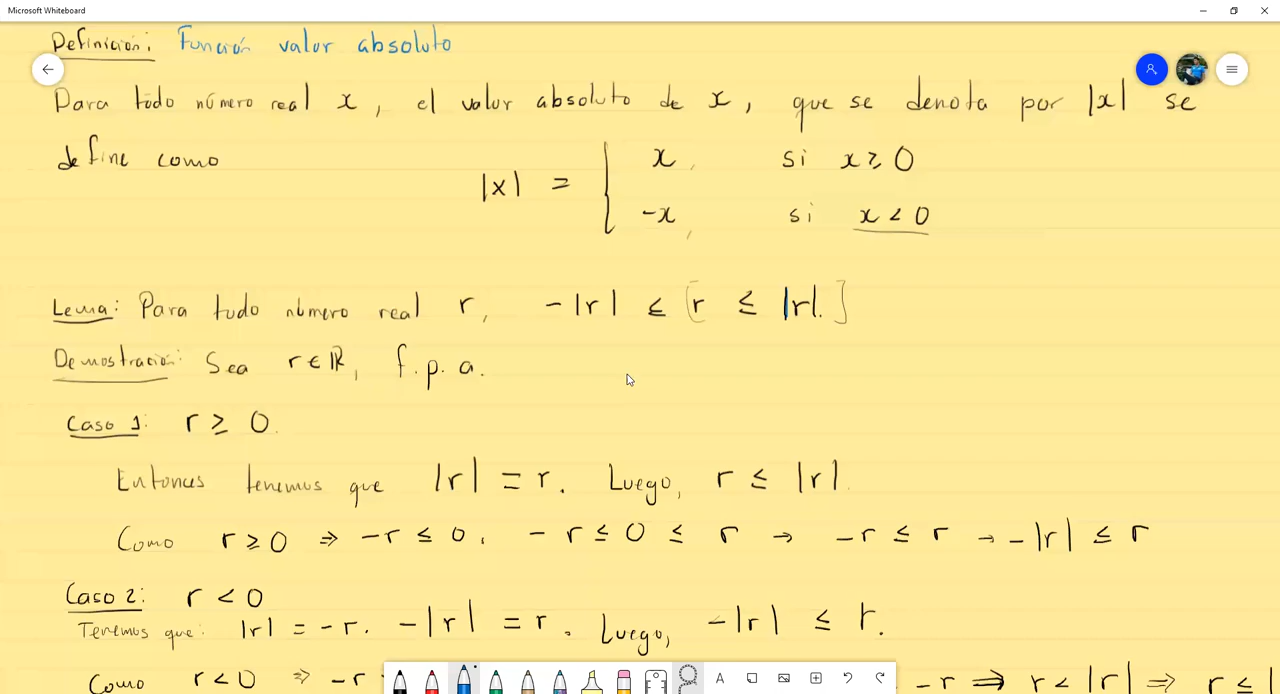 Microsoft Whiteboard
Definición: Función valor absoluto
Para todo número real x, el valor absoluto de x, que se denota por |x| se
define como
|x| = { x, si x ≥ 0
-x, si x < 0
Lema: Para todo número real r, -|r| ≤ [r ≤ |r|.]
Demostración: Sea r ∈ ℝ, f.p.a.
Caso 1: r ≥ 0.
Entonces tenemos que |r| = r. Luego, r ≤ |r|.
Como r ≥ 0 ⇒ -r ≤ 0. -r ≤ 0 ≤ r → -r ≤ r → -|r| ≤ r
Caso 2: r < 0
Tenemos que: |r| = -r. -|r| = r. Luego, -|r| ≤ r.
Como r < 0 ⇒ -r -r ⟹ r < |r| ⟹ r ≤ |